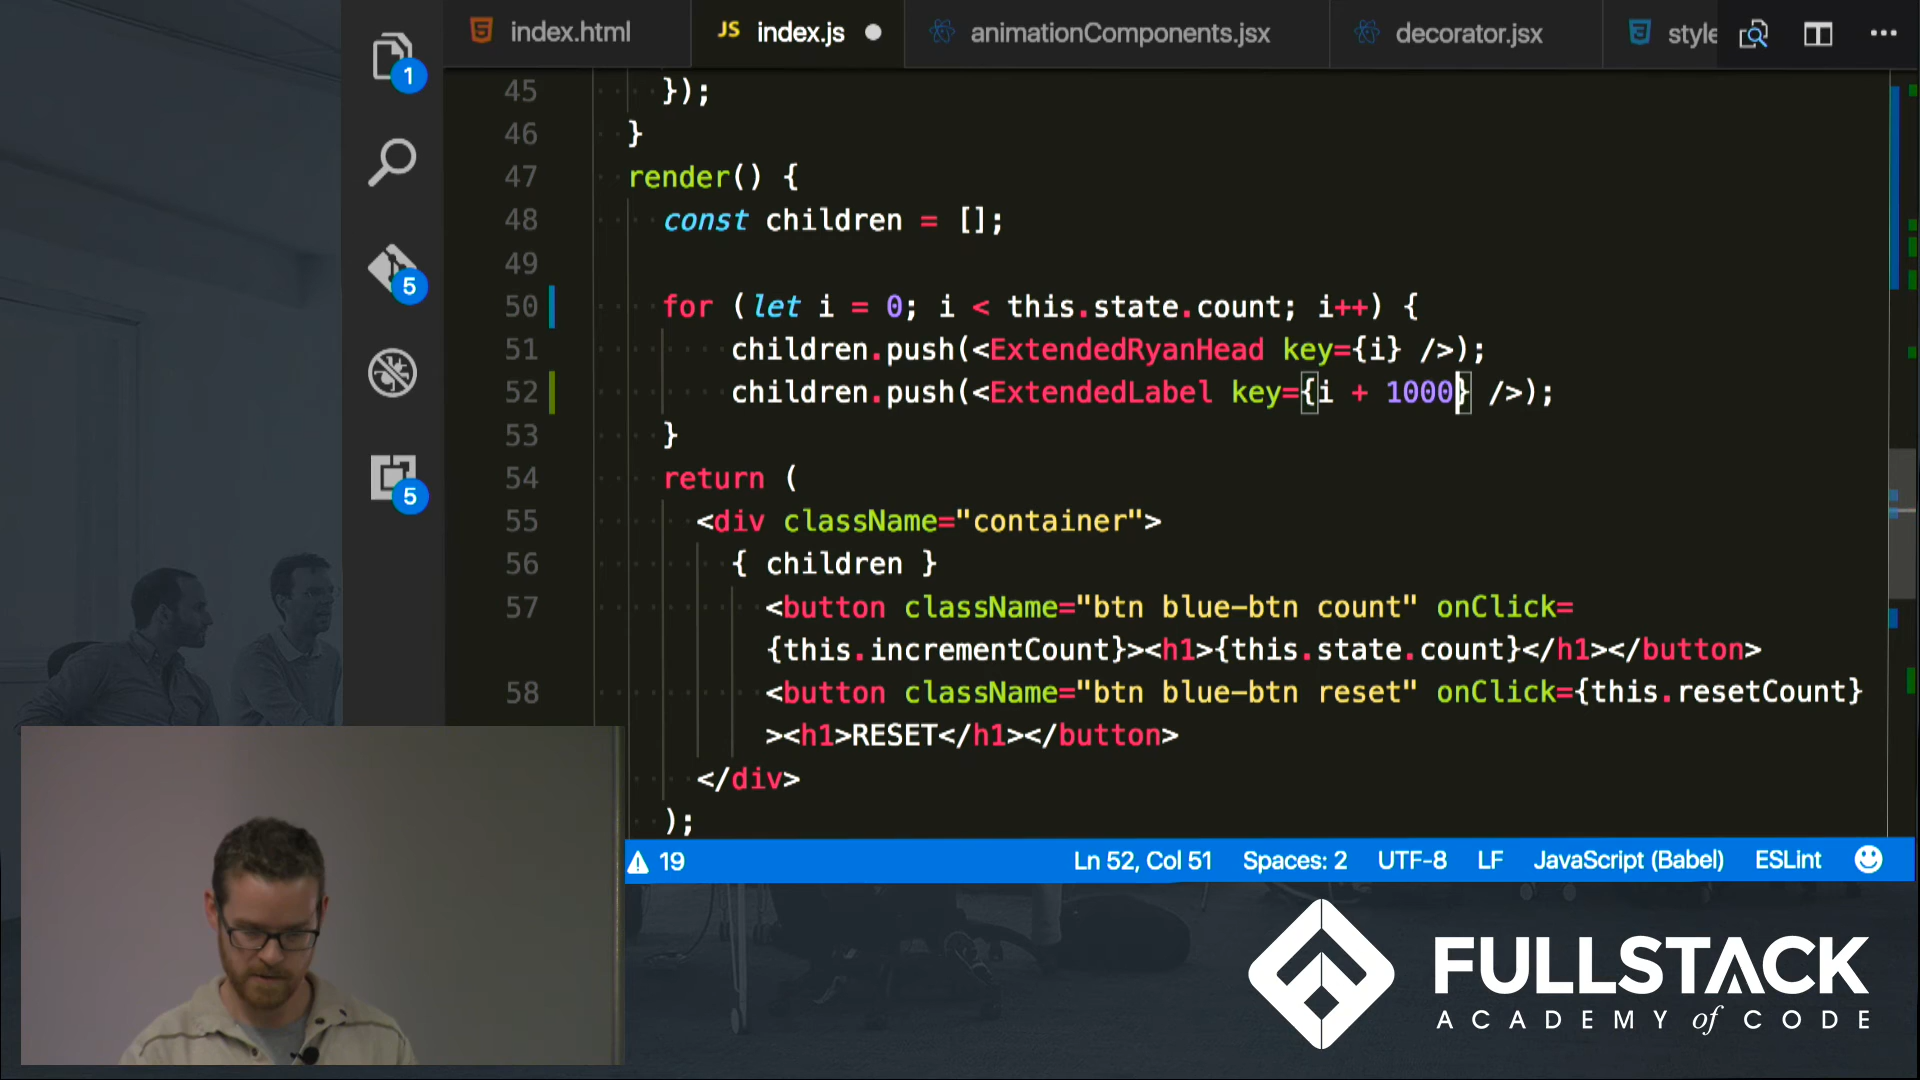 index.html
JS index.js
animationComponents.jsx
decorator.jsx
style
1
5
5
45 });
46 }
47 render() {
48 const children = [];
49
50 for (let i = 0; i < this.state.count; i++) {
51 children.push(<ExtendedRyanHead key={i} />);
52 children.push(<ExtendedLabel key={i + 1000} />);
53 }
54 return (
55 <div className="container">
56 { children }
57 <button className="btn blue-btn count" onClick=
{this.incrementCount}><h1>{this.state.count}</h1></button>
58 <button className="btn blue-btn reset" onClick={this.resetCount}
><h1>RESET</h1></button>
</div>
);
19
Ln 52, Col 51
Spaces: 2
UTF-8
LF
JavaScript (Babel)
ESLint
FULLSTACK
ACADEMY of CODE